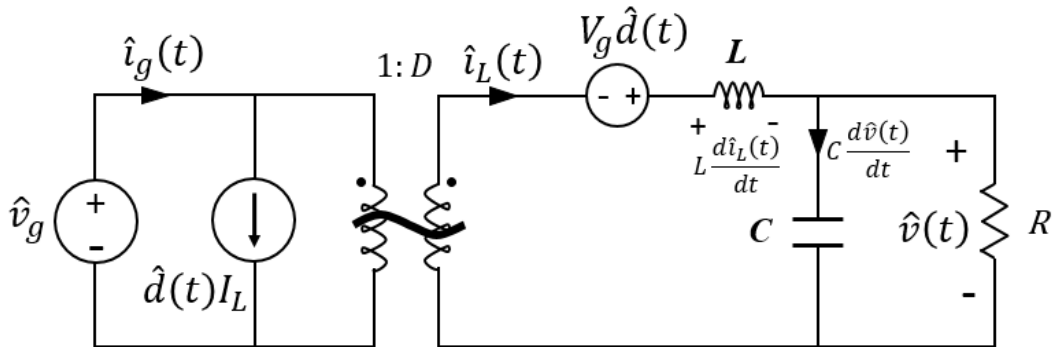 V_g d̂(t)
î_g(t)
1: D
î_L(t)
L
- +
+ -
L dî_L(t)/dt
C dv̂(t)/dt
+
v̂_g
+
-
d̂(t)I_L
C
v̂(t)
R
-